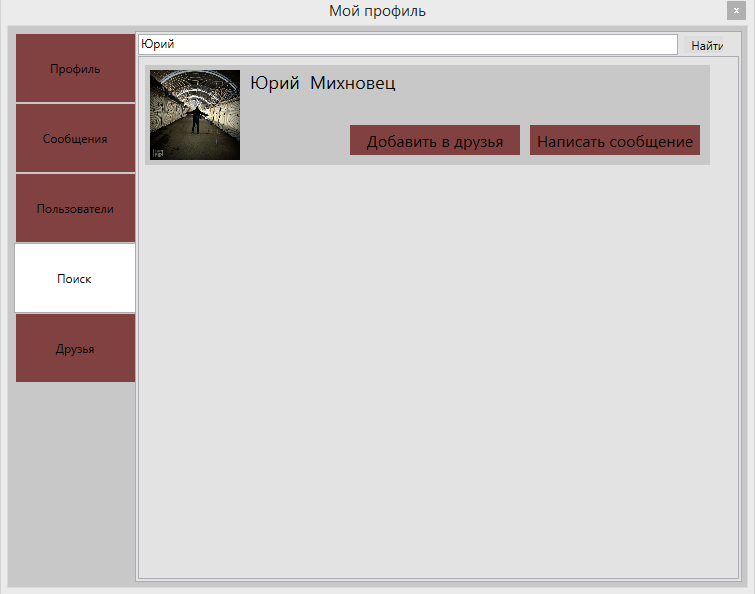 Мой профиль
x
Профиль
Сообщения
Пользователи
Поиск
Друзья
Юрий
Найти
Юрий Михновец
Добавить в друзья
Написать сообщение